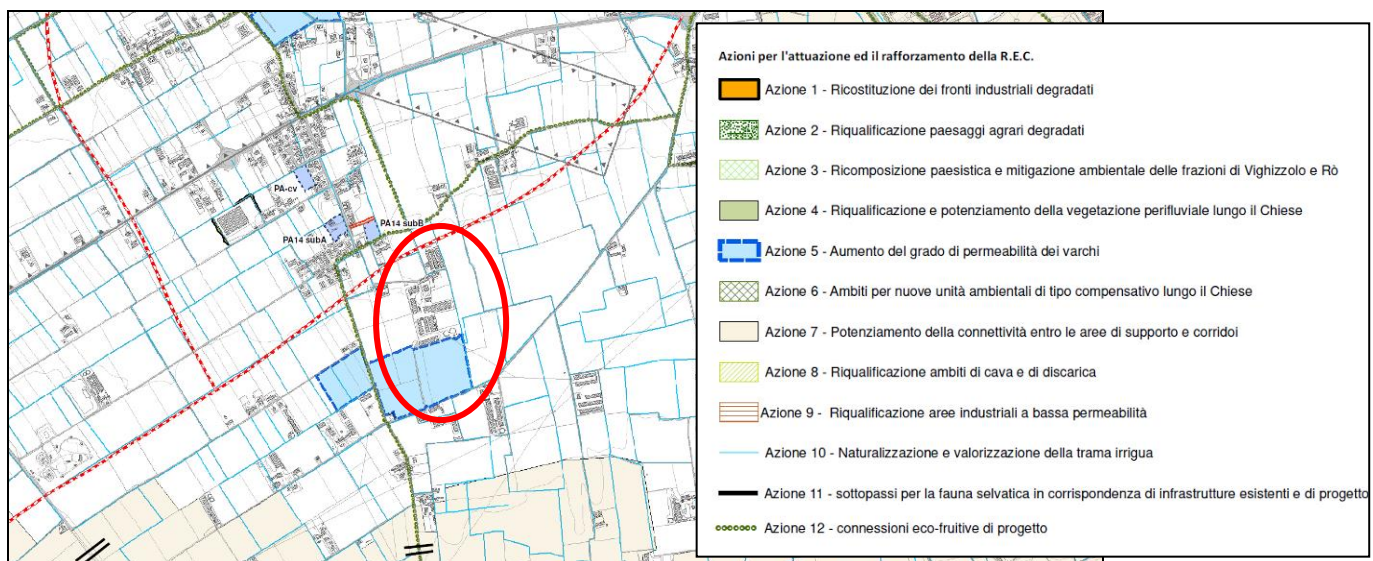 PA-cv
PA14 subA
PA14 subB
Azioni per l'attuazione ed il rafforzamento della R.E.C.
Azione 1 - Ricostituzione dei fronti industriali degradati
Azione 2 - Riqualificazione paesaggi agrari degradati
Azione 3 - Ricomposizione paesistica e mitigazione ambientale delle frazioni di Vighizzolo e Rò
Azione 4 - Riqualificazione e potenziamento della vegetazione perifluviale lungo il Chiese
Azione 5 - Aumento del grado di permeabilità dei varchi
Azione 6 - Ambiti per nuove unità ambientali di tipo compensativo lungo il Chiese
Azione 7 - Potenziamento della connettività entro le aree di supporto e corridoi
Azione 8 - Riqualificazione ambiti di cava e di discarica
Azione 9 - Riqualificazione aree industriali a bassa permeabilità
Azione 10 - Naturalizzazione e valorizzazione della trama irrigua
Azione 11 - sottopassi per la fauna selvatica in corrispondenza di infrastrutture esistenti e di progetto
Azione 12 - connessioni eco-fruitive di progetto